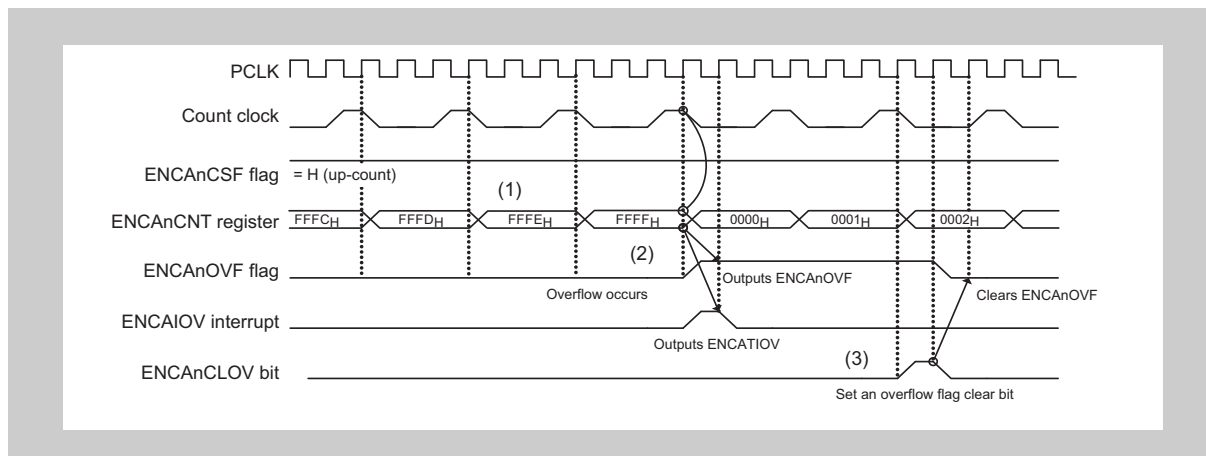 PCLK
Count clock
ENCAnCSF flag = H (up-count)
(1)
ENCAnCNT register FFFCH FFFDH FFFEH FFFFH 0000H 0001H 0002H
(2)
ENCAnOVF flag
Outputs ENCAnOVF
Overflow occurs
Clears ENCAnOVF
ENCAIOV interrupt
Outputs ENCATIOV
(3)
ENCAnCLOV bit
Set an overflow flag clear bit